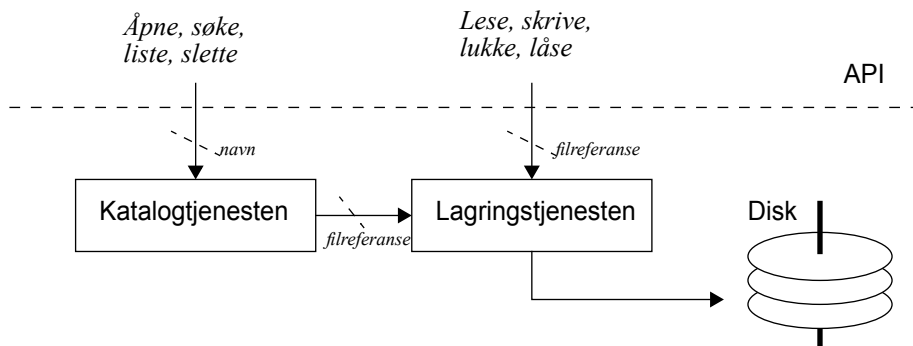 Åpne, søke,
liste, slette
Lese, skrive,
lukke, låse
API
navn
filreferanse
Katalogtjenesten
filreferanse
Lagringstjenesten
Disk